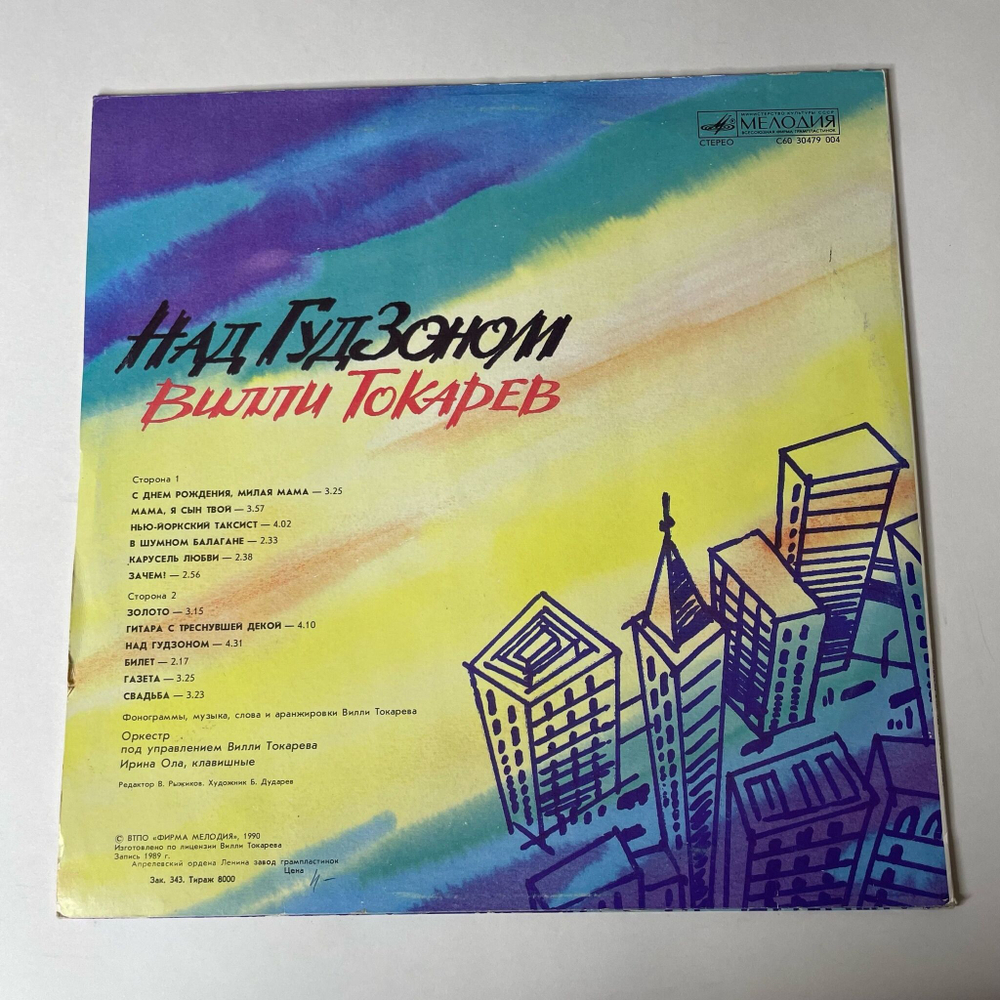 МИНИСТЕРСТВО КУЛЬТУРЫ СССР
МЕЛОДИЯ
ВСЕСОЮЗНАЯ ФИРМА ГРАМПЛАСТИНОК
СТЕРЕО С60 30479 004
НАД ГУДЗОНОМ
ВИЛЛИ ТОКАРЕВ
Сторона 1
С ДНЕМ РОЖДЕНИЯ, МИЛАЯ МАМА — 3.25
МАМА, Я СЫН ТВОЙ — 3.57
НЬЮ-ЙОРКСКИЙ ТАКСИСТ — 4.02
В ШУМНОМ БАЛАГАНЕ — 2.33
КАРУСЕЛЬ ЛЮБВИ — 2.38
ЗАЧЕМ! — 2.56
Сторона 2
ЗОЛОТО — 3.15
ГИТАРА С ТРЕСНУВШЕЙ ДЕКОЙ — 4.10
НАД ГУДЗОНОМ — 4.31
БИЛЕТ — 2.17
ГАЗЕТА — 3.25
СВАДЬБА — 3.23
Фонограммы, музыка, слова и аранжировки Вилли Токарева
Оркестр
под управлением Вилли Токарева
Ирина Ола, клавишные
Редактор В. Рыжиков. Художник Б. Дударев
© ВТПО «ФИРМА МЕЛОДИЯ», 1990
Изготовлено по лицензии Вилли Токарева
Запись 1989 г.
Апрелевский ордена Ленина завод грампластинок
Цена
Зак. 343. Тираж 8000